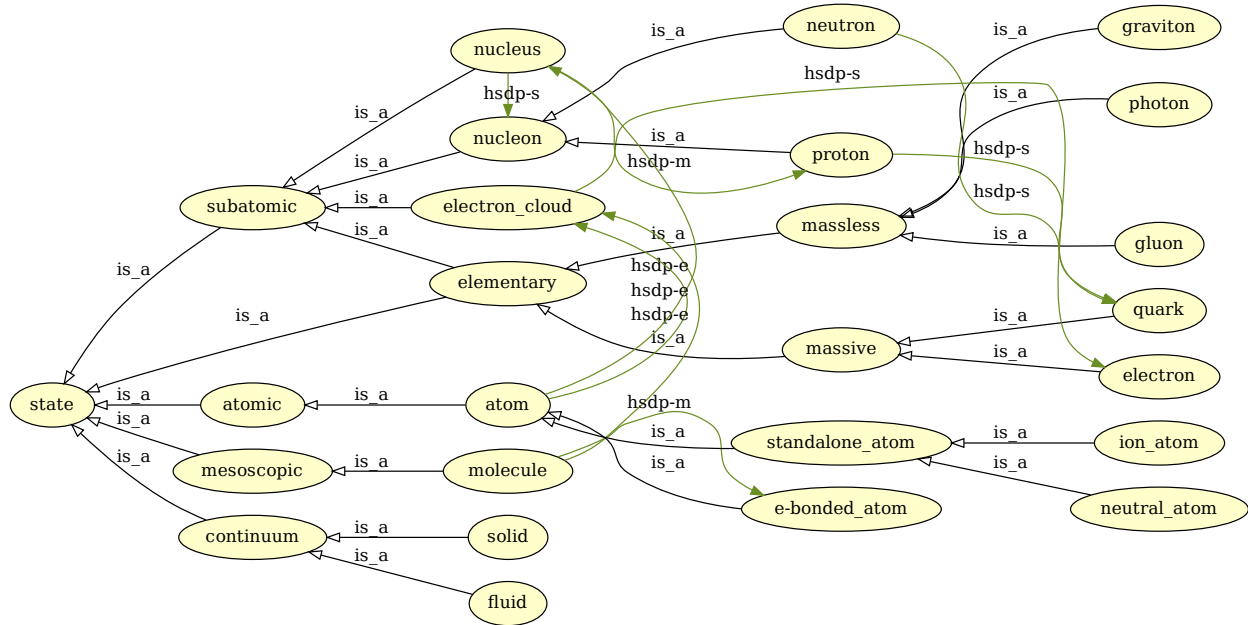 neutron
graviton
is_a
nucleus
hsdp-s
is_a
hsdp-s
photon
is_a
nucleon
is_a
proton
hsdp-s
is_a
hsdp-m
hsdp-s
subatomic
is_a
electron_cloud
massless
is_a
is_a
is_a
gluon
is_a
hsdp-e
elementary
hsdp-e
quark
is_a
hsdp-e
is_a
is_a
massive
is_a
electron
state
is_a
atomic
is_a
atom
hsdp-m
is_a
is_a
standalone_atom
is_a
ion_atom
is_a
mesoscopic
is_a
molecule
is_a
is_a
e-bonded_atom
neutral_atom
continuum
is_a
solid
is_a
fluid